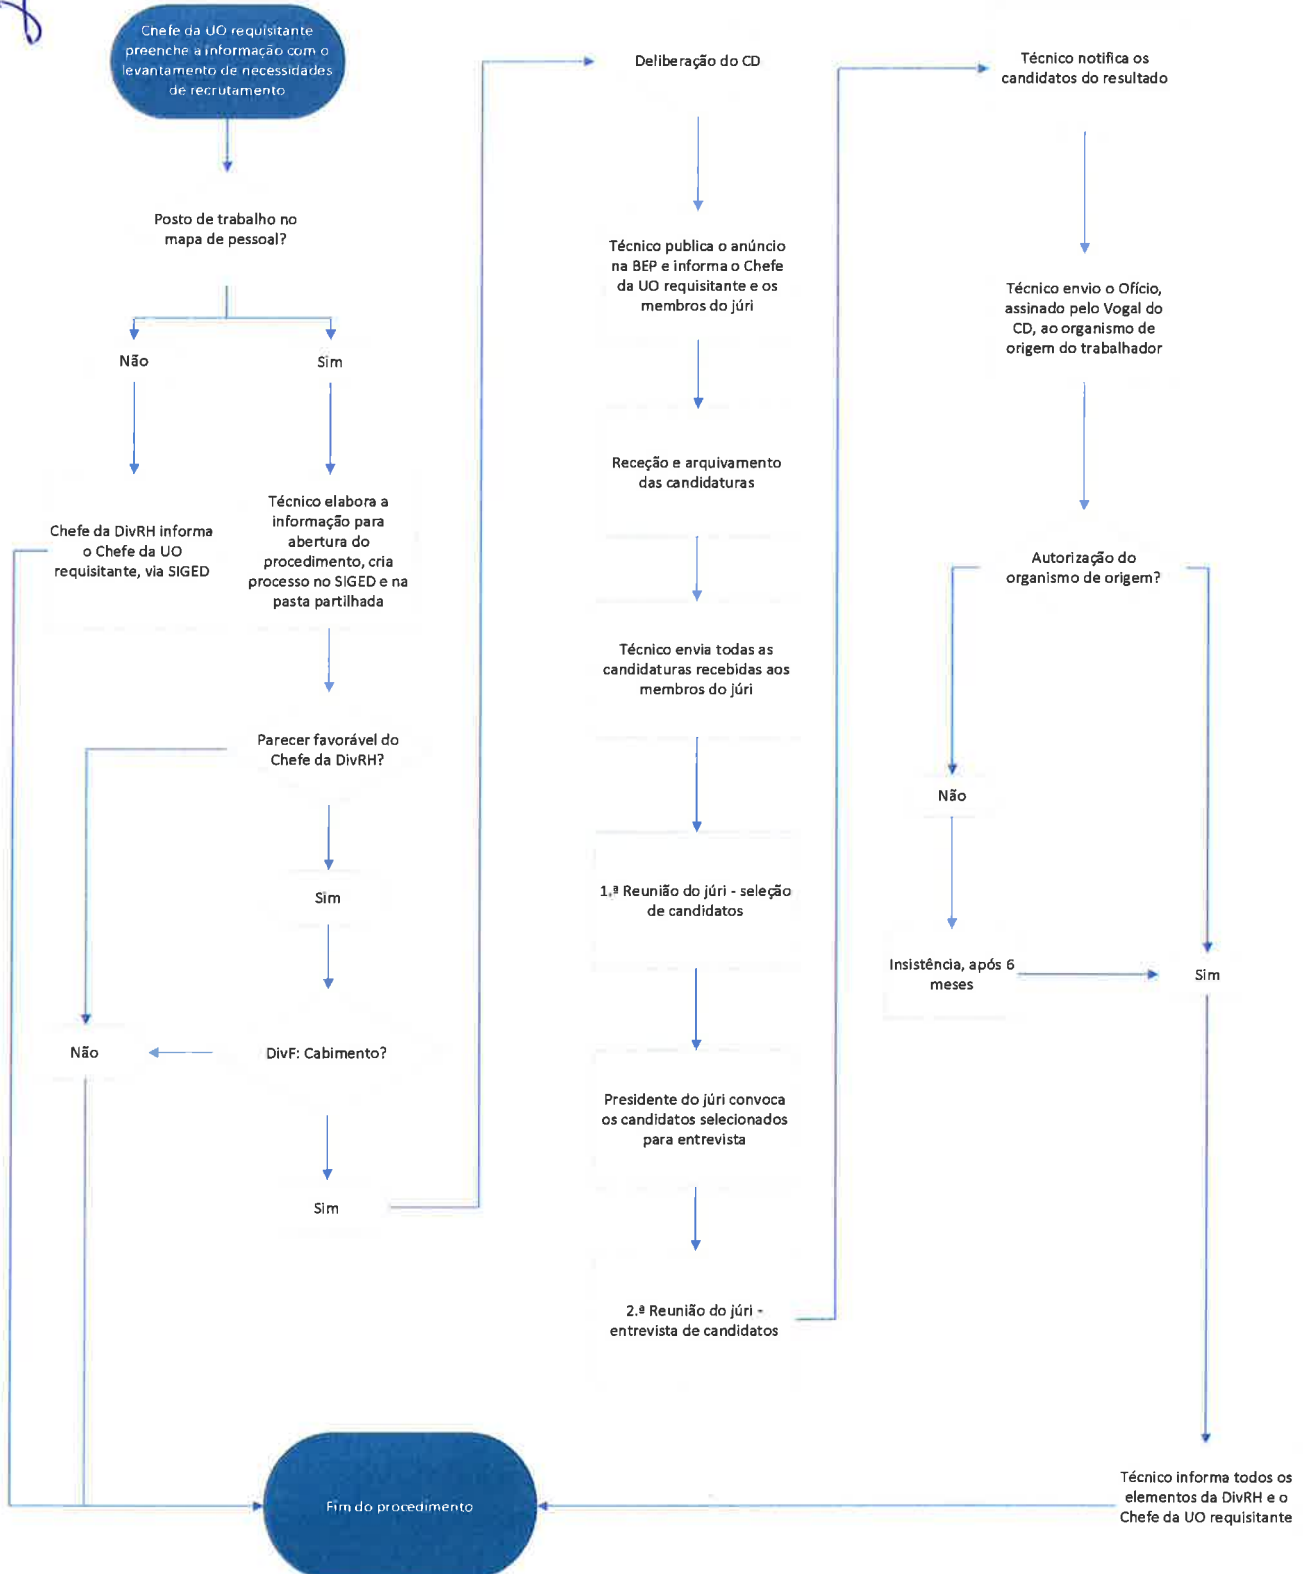 Chefe da UO requisitante
preenche a informação com o
levantamento de necessidades
de recrutamento
Posto de trabalho no
mapa de pessoal?
Não
Sim
Chefe da DivRH informa
o Chefe da UO
requisitante, via SIGED
Técnico elabora a
informação para
abertura do
procedimento, cria
processo no SIGED e na
pasta partilhada
Parecer favorável do
Chefe da DivRH?
Sim
Não
DivF: Cabimento?
Sim
Deliberação do CD
Técnico publica o anúncio
na BEP e informa o Chefe
da UO requisitante e os
membros do júri
Receção e arquivamento
das candidaturas
Técnico envia todas as
candidaturas recebidas aos
membros do júri
1.ª Reunião do júri - seleção
de candidatos
Presidente do júri convoca
os candidatos selecionados
para entrevista
2.ª Reunião do júri -
entrevista de candidatos
Técnico notifica os
candidatos do resultado
Técnico envio o Ofício,
assinado pelo Vogal do
CD, ao organismo de
origem do trabalhador
Autorização do
organismo de origem?
Não
Insistência, após 6
meses
Sim
Técnico informa todos os
elementos da DivRH e o
Chefe da UO requisitante
Fim do procedimento